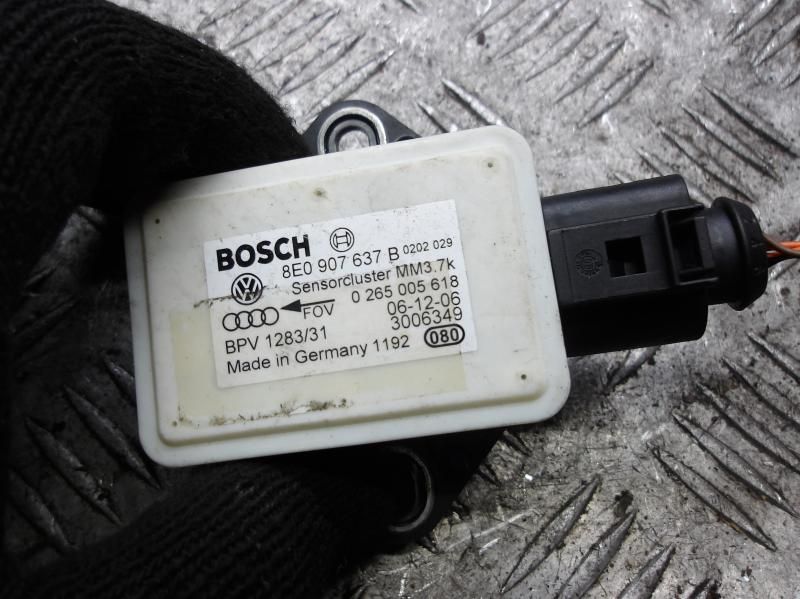 BOSCH
8E0 907 637 B 0202 029
Sensorcluster MM3.7k
FOV 0 265 005 618
06-12-06
BPV 1283/31 3006349
Made in Germany 1192 080